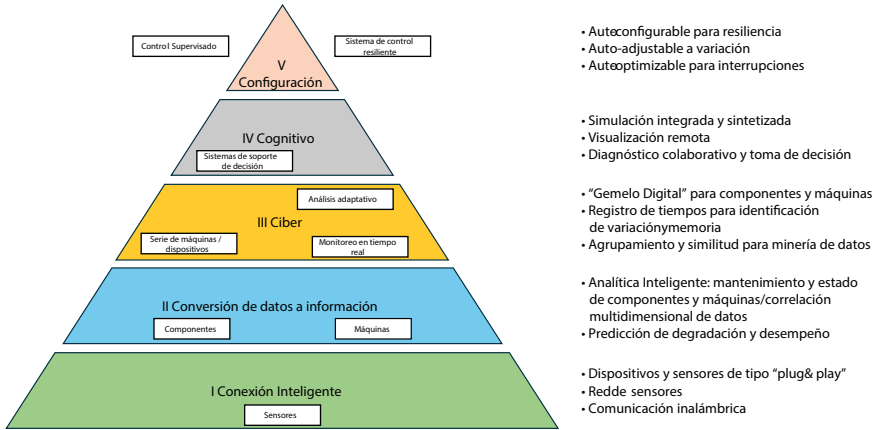 Control Supervisado
Sistema de control
resiliente
V
Configuración
• Autoconfigurable para resiliencia
• Auto-adjustable a variación
• Autooptimizable para interrupciones
IV Cognitivo
Sistemas de soporte
de decisión
• Simulación integrada y sintetizada
• Visualización remota
• Diagnóstico colaborativo y toma de decisión
Análisis adaptativo
III Ciber
Serie de máquinas /
dispositivos
Monitoreo en tiempo
real
• “Gemelo Digital” para componentes y máquinas
• Registro de tiempos para identificación
de variaciónymemoria
• Agrupamiento y similitud para minería de datos
II Conversión de datos a información
Componentes
Máquinas
• Analítica Inteligente: mantenimiento y estado
de componentes y máquinas/correlación
multidimensional de datos
• Predicción de degradación y desempeño
I Conexión Inteligente
Sensores
• Dispositivos y sensores de tipo “plug& play”
• Redde sensores
• Comunicación inalámbrica